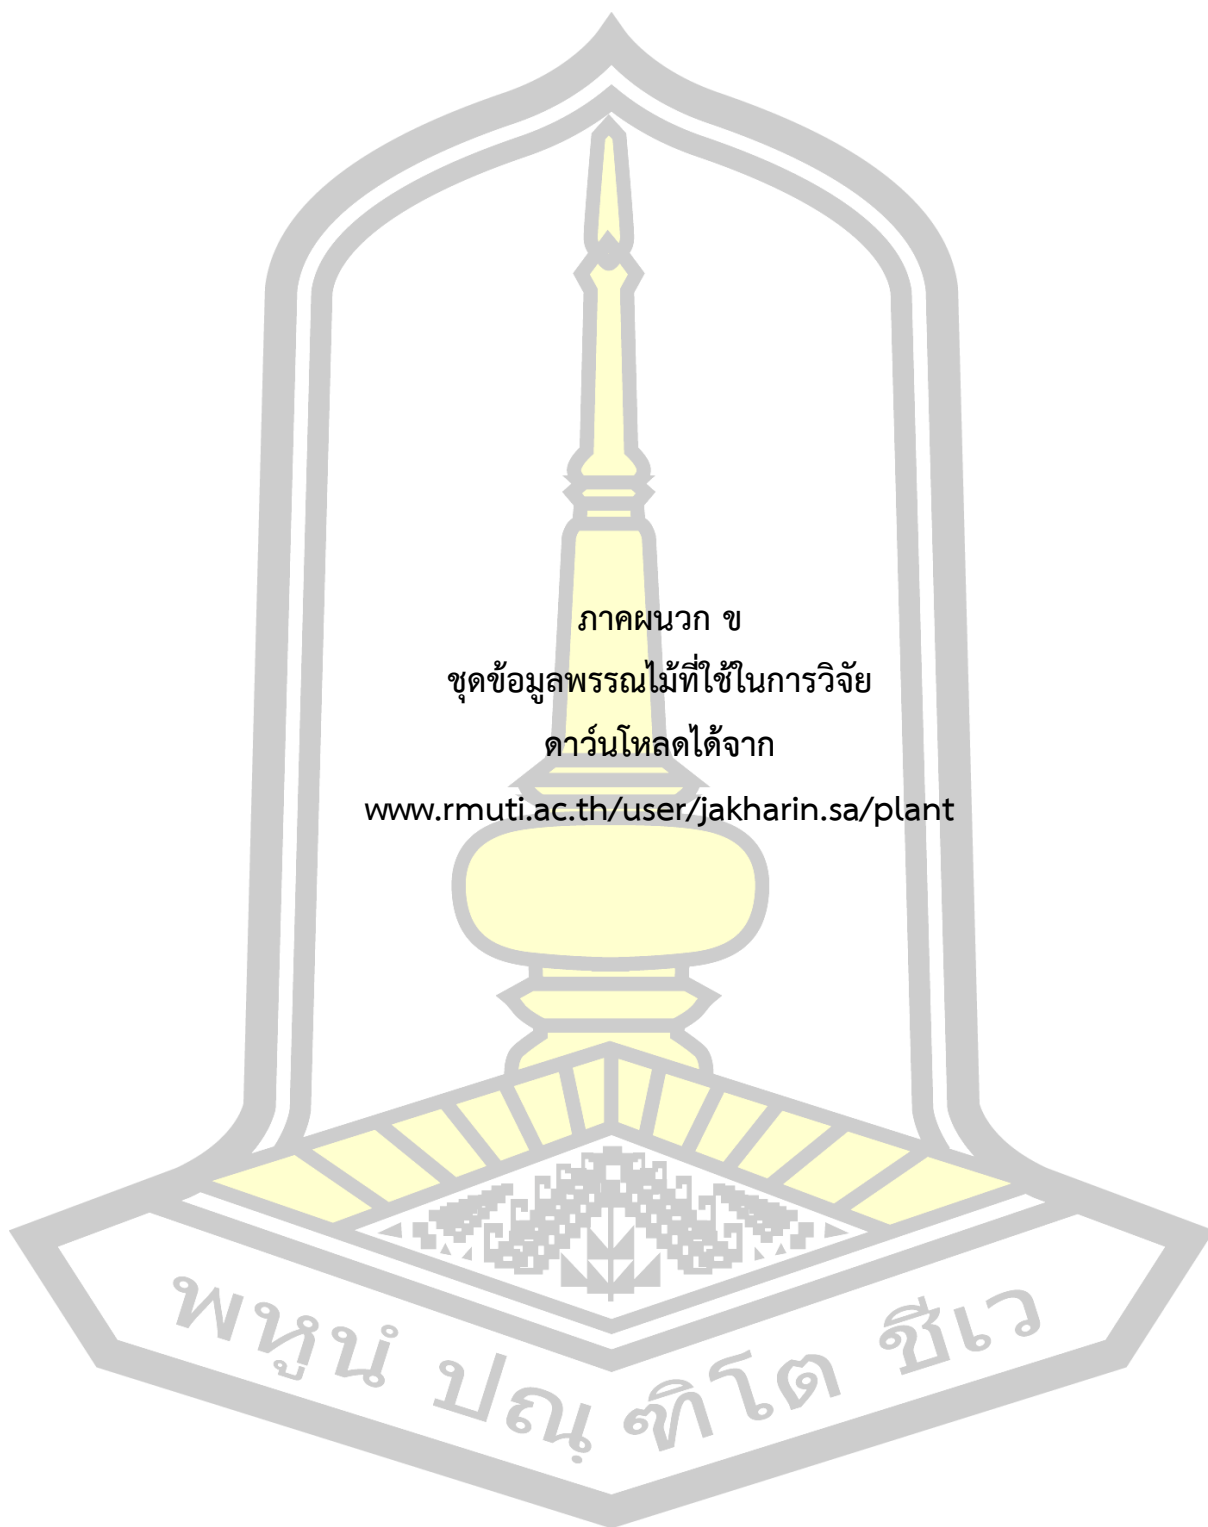 ภาคผนวก ข
ชุดข้อมูลพรรณไม้ที่ใช้ในการวิจัย
ดาว์นโหลดได้จาก
www.rmuti.ac.th/user/jakharin.sa/plant
พหูนํ ปณฺฑิโต ชีเว